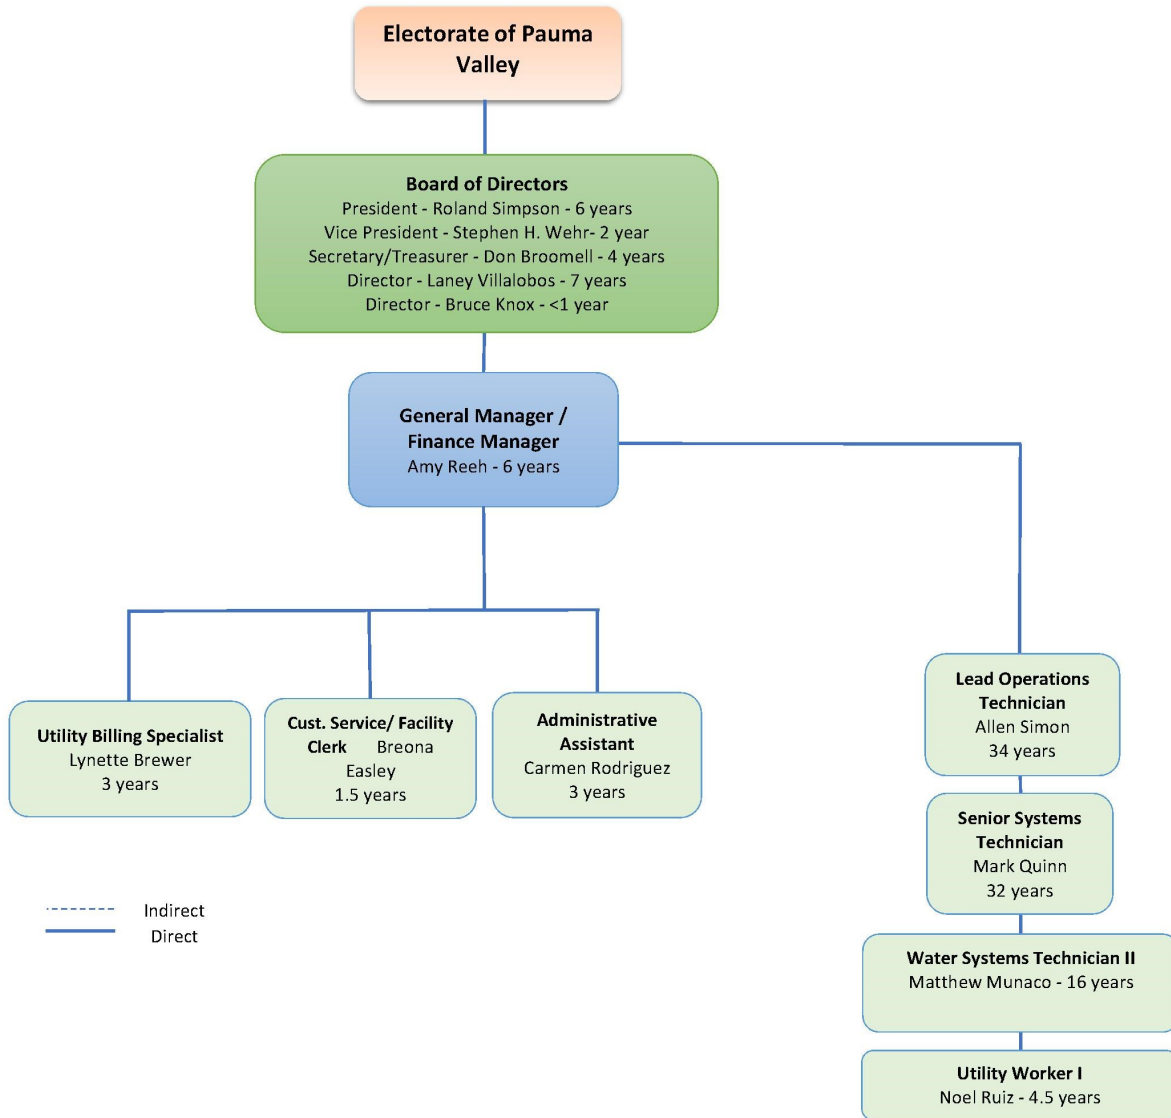 Electorate of Pauma
Valley
Board of Directors
President - Roland Simpson - 6 years
Vice President - Stephen H. Wehr- 2 year
Secretary/Treasurer - Don Broomell - 4 years
Director - Laney Villalobos - 7 years
Director - Bruce Knox - <1 year
General Manager /
Finance Manager
Amy Reeh - 6 years
Utility Billing Specialist
Lynette Brewer
3 years
Cust. Service/ Facility
Clerk Breona
Easley
1.5 years
Administrative
Assistant
Carmen Rodriguez
3 years
Lead Operations
Technician
Allen Simon
34 years
Senior Systems
Technician
Mark Quinn
32 years
Water Systems Technician II
Matthew Munaco - 16 years
Utility Worker I
Noel Ruiz - 4.5 years
Indirect
Direct